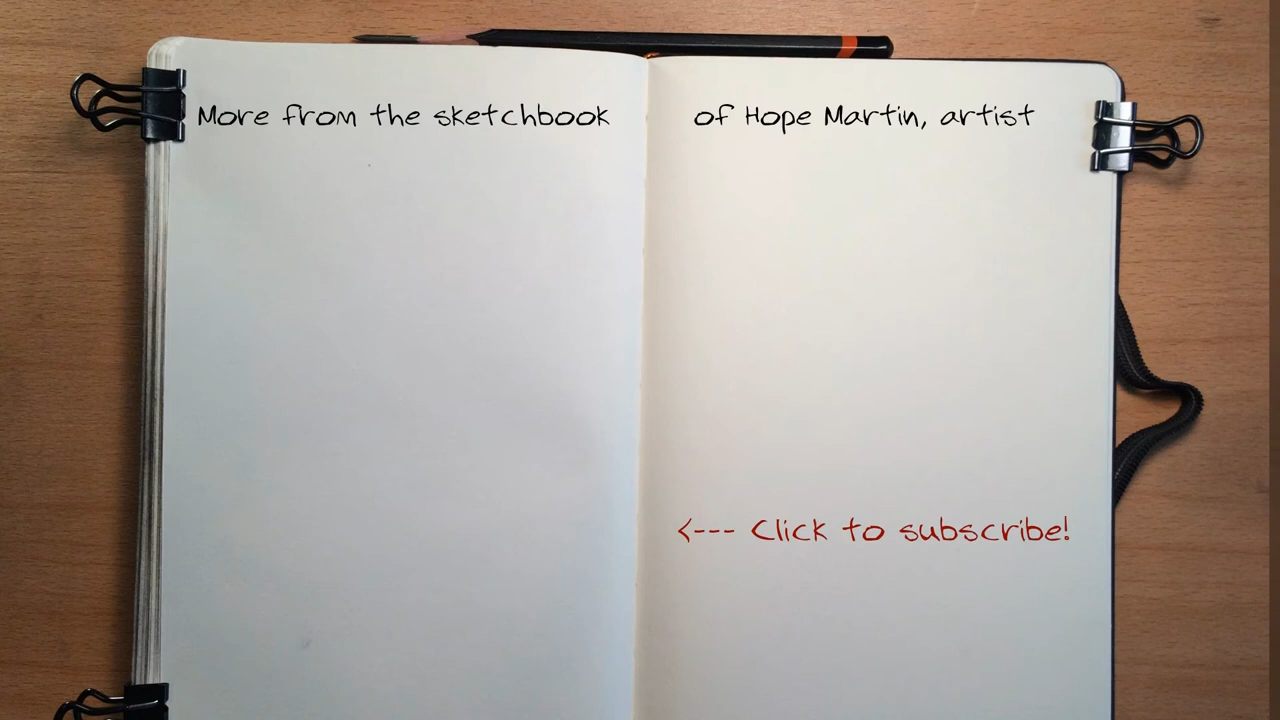 More from the sketchbook
of Hope Martin, artist
<--- Click to subscribe!